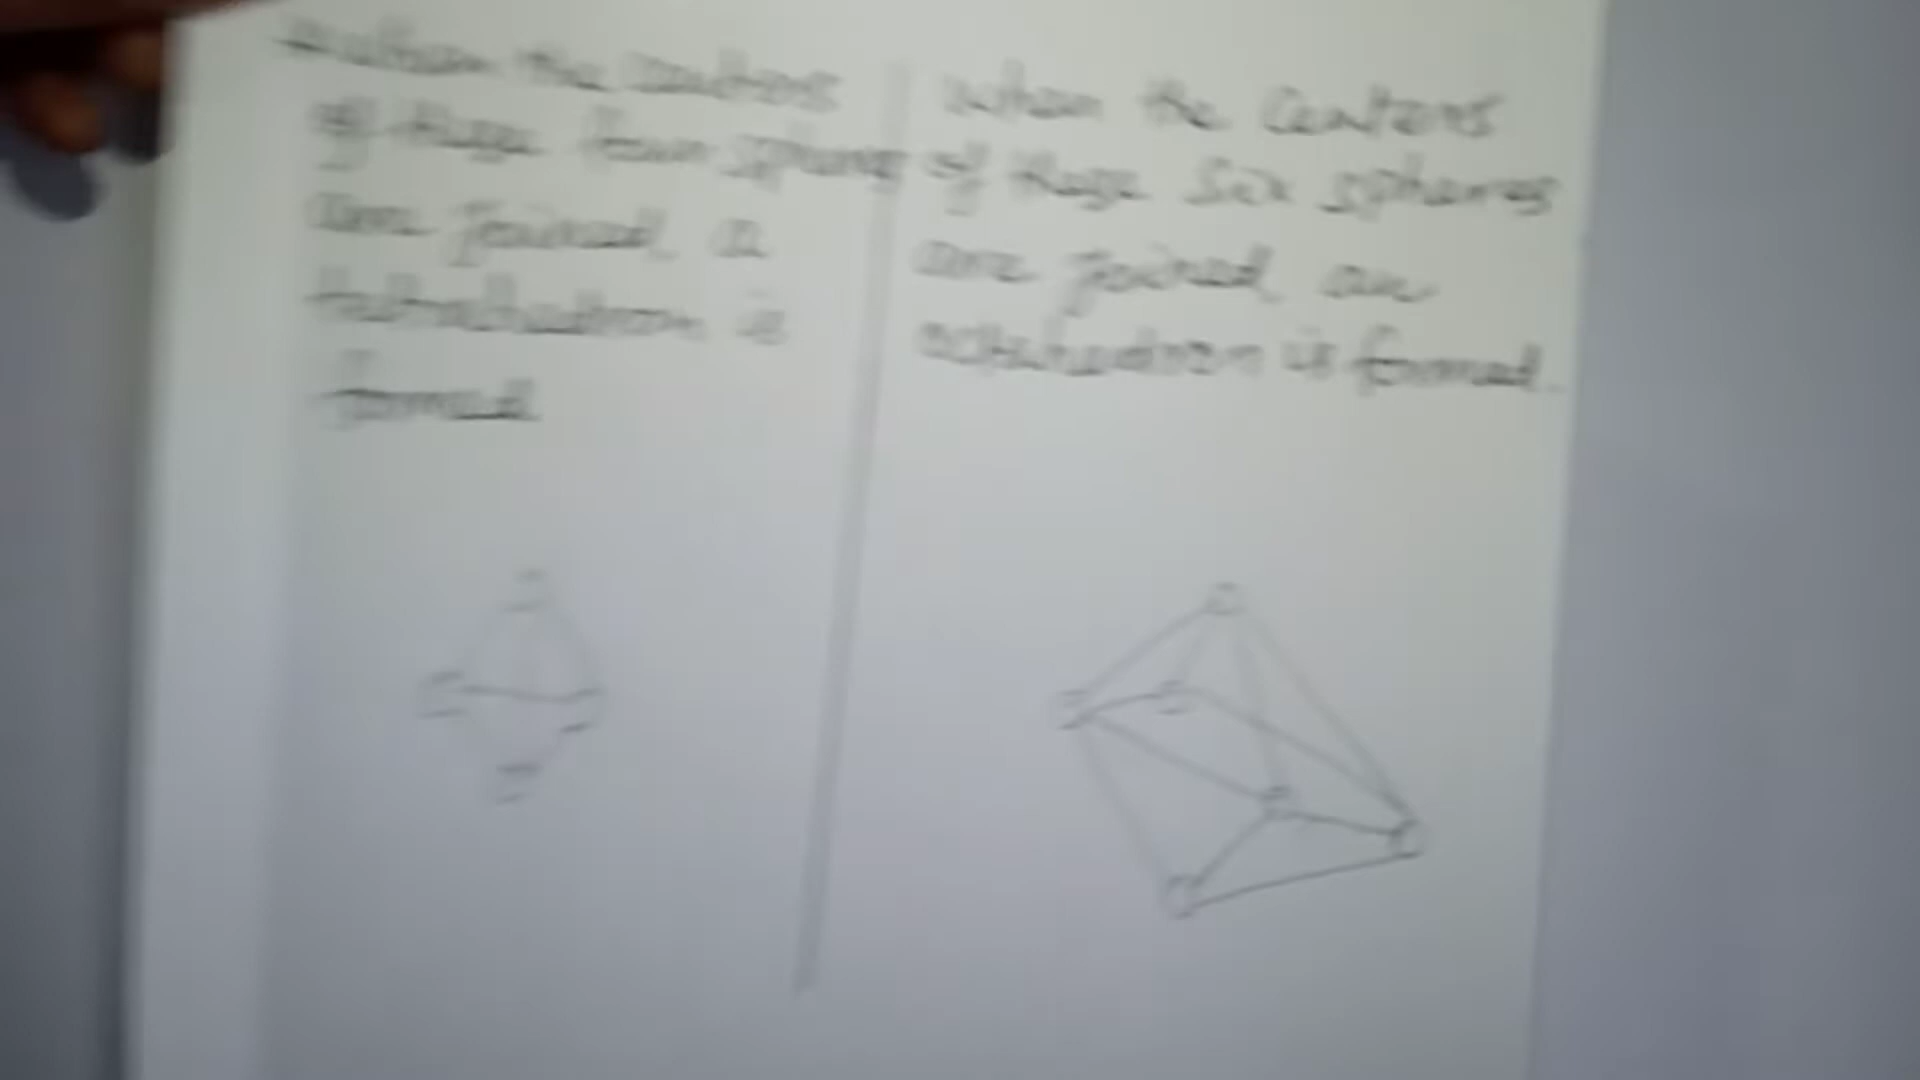 when the centers
of these four spheres
are joined, a
tetrahedron is
formed
when the centers
of these six spheres
are joined, an
octahedron is formed.